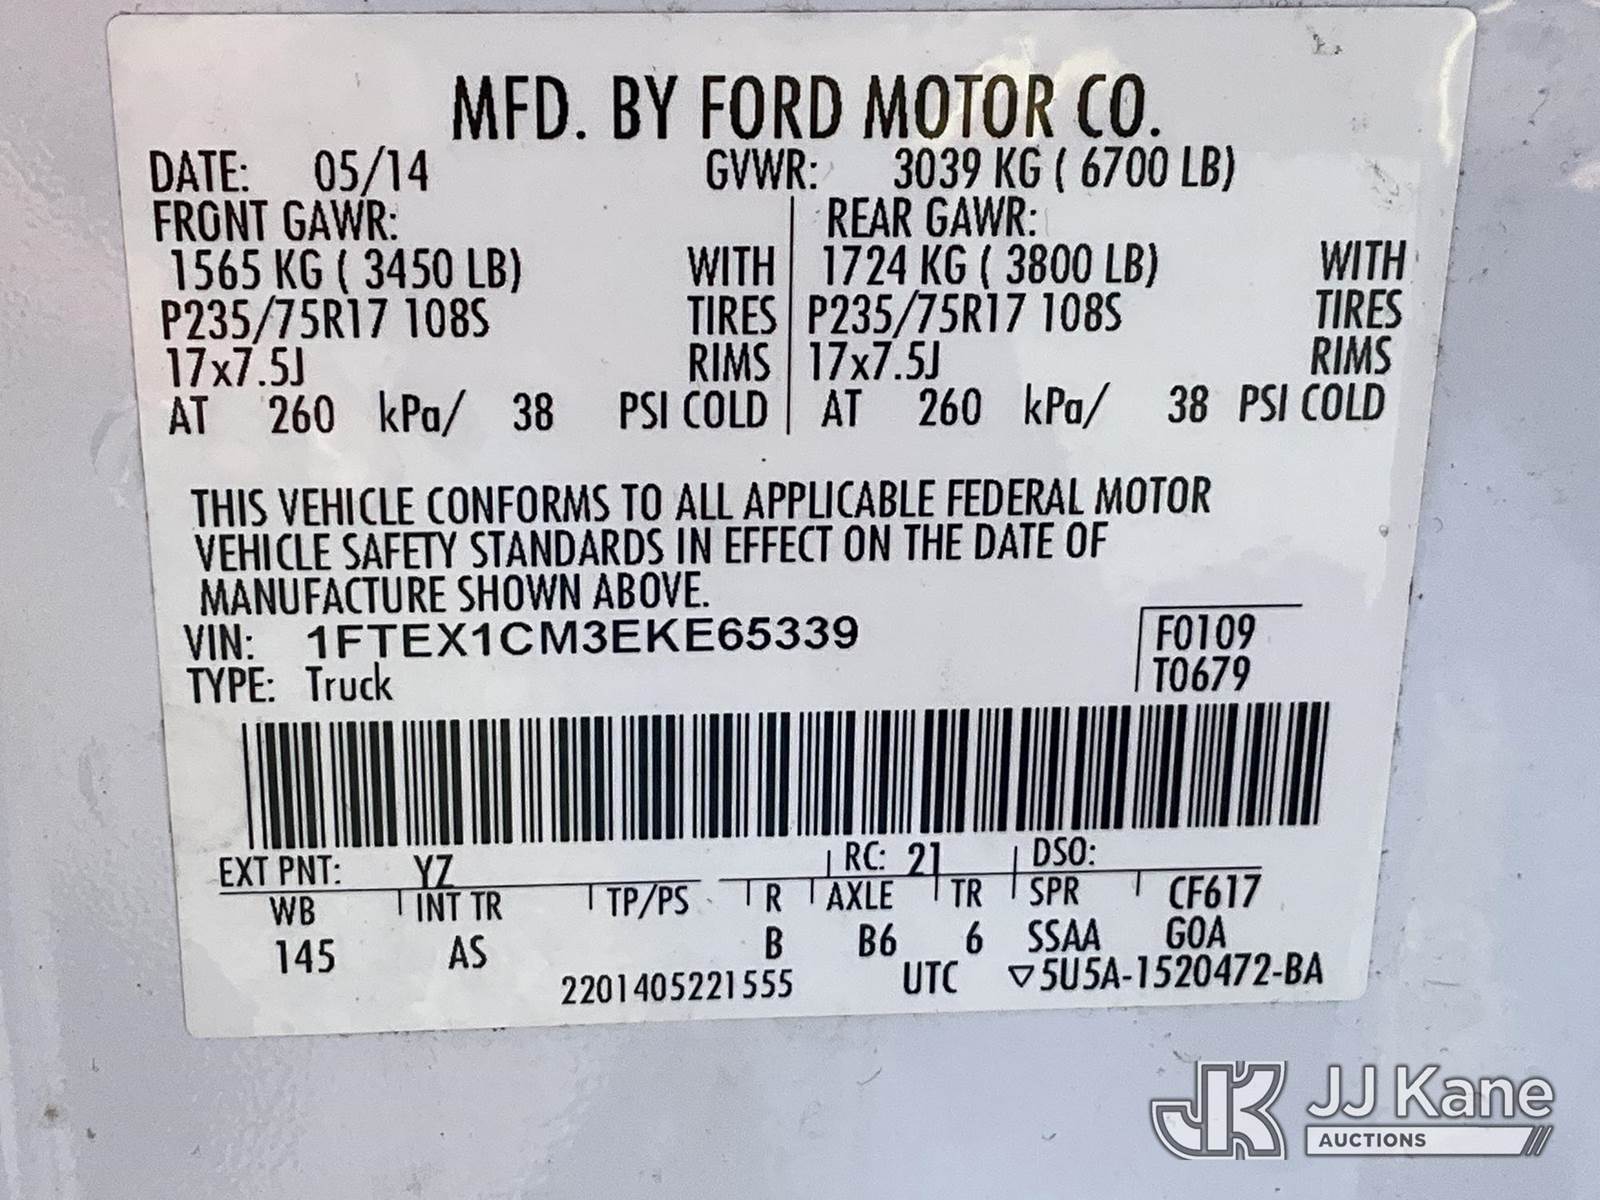 MFD. BY FORD MOTOR CO.
DATE: 05/14 GVWR: 3039 KG ( 6700 LB)
FRONT GAWR: REAR GAWR:
1565 KG ( 3450 LB) WITH 1724 KG ( 3800 LB) WITH
P235/75R17 108S TIRES P235/75R17 108S TIRES
17x7.5J RIMS 17x7.5J RIMS
AT 260 kPa/ 38 PSI COLD AT 260 kPa/ 38 PSI COLD
THIS VEHICLE CONFORMS TO ALL APPLICABLE FEDERAL MOTOR
VEHICLE SAFETY STANDARDS IN EFFECT ON THE DATE OF
MANUFACTURE SHOWN ABOVE.
VIN: 1FTEX1CM3EKE65339 F0109
TYPE: Truck T0679
EXT PNT: YZ RC: 21 DSO:
WB INT TR TP/PS R AXLE TR SPR CF617
145 AS B B6 6 SSAA GOA
2201405221555 UTC ▽5U5A-1520472-BA
JK JJ Kane
AUCTIONS